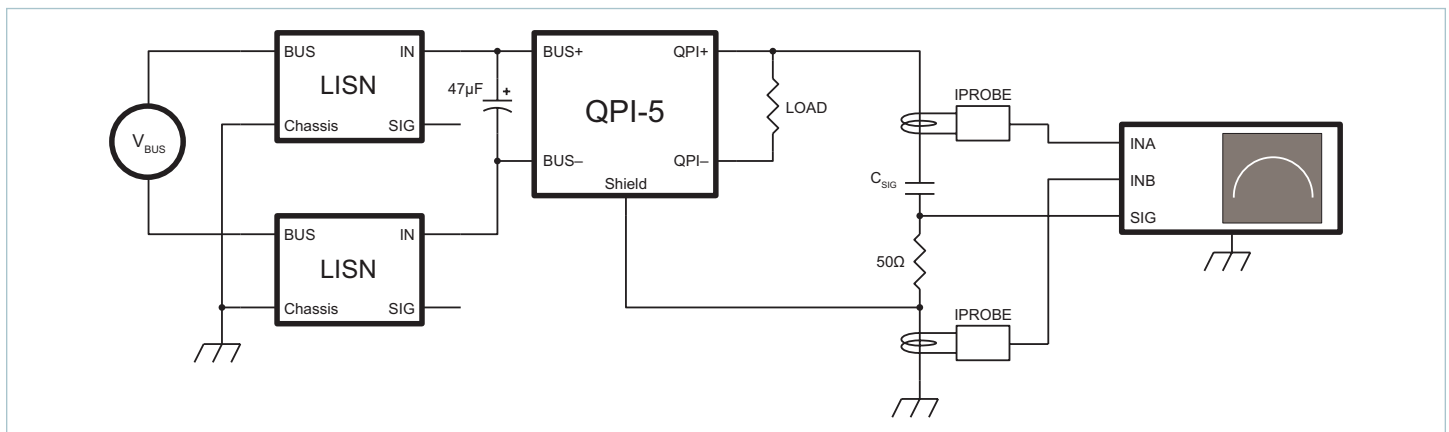 BUS
IN
LISN
Chassis
SIG
V BUS
47µF
+
BUS+
QPI+
QPI-5
BUS–
QPI–
Shield
LOAD
BUS
IN
LISN
Chassis
SIG
IPROBE
C SIG
50Ω
IPROBE
INA
INB
SIG